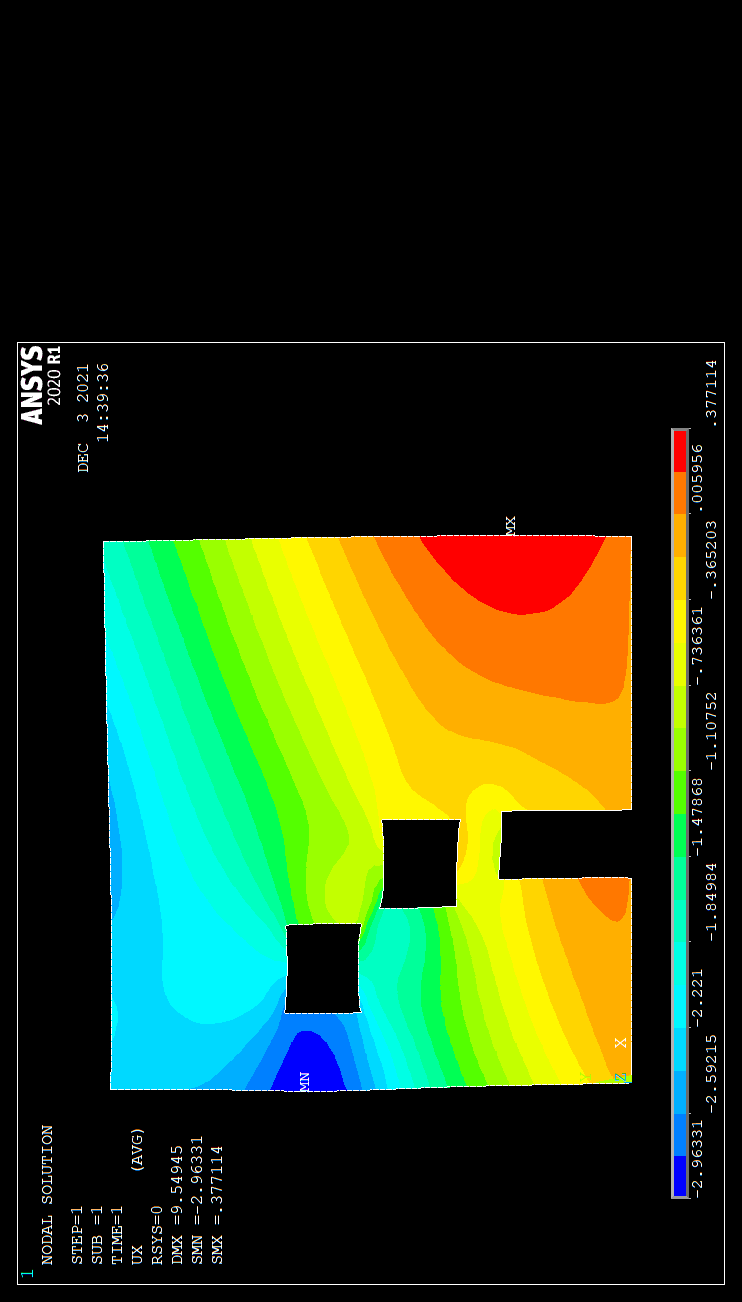 1
NODAL SOLUTION
STEP=1
SUB =1
TIME=1
UX (AVG)
RSYS=0
DMX =9.54945
SMN =-2.96331
SMX =.377114
ANSYS
2020 R1
DEC 3 2021
14:39:36
MN
MX
Z
X
-2.96331
-2.59215
-2.221
-1.84984
-1.47868
-1.10752
-.736361
-.365203
.005956
.377114